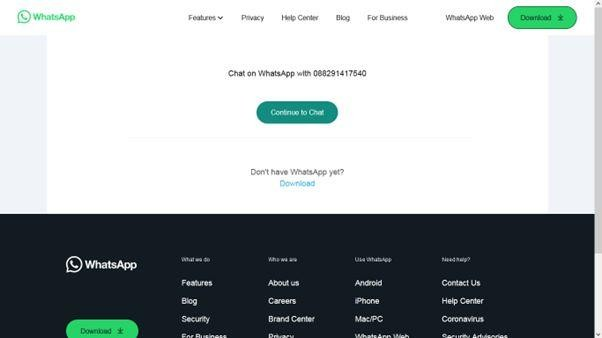 WhatsApp
Features Privacy Help Center Blog For Business WhatsApp Web Download
Chat on WhatsApp with 088291417540
Continue to Chat
Don't have WhatsApp yet?
Download
WhatsApp
What we do Who we are Use WhatsApp Need help?
Features About us Android Contact Us
Blog Careers iPhone Help Center
Security Brand Center Mac/PC Coronavirus
Download
For Business Privacy WhatsApp Web Security Advisories